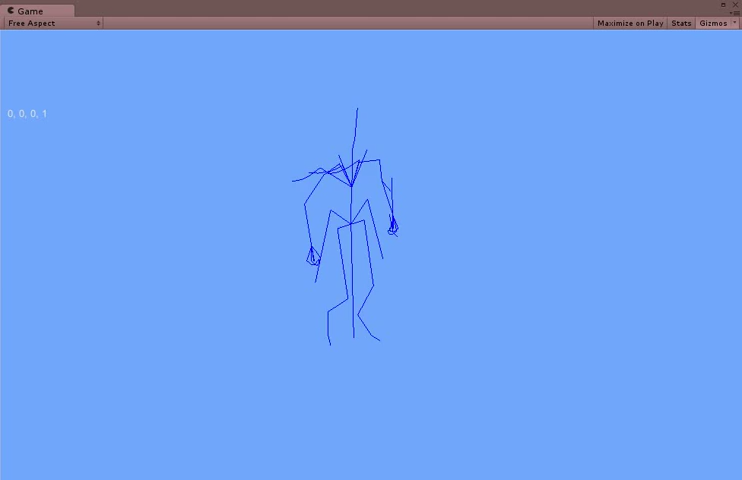 Game
Free Aspect
Maximize on Play
Stats
Gizmos
0, 0, 0, 1